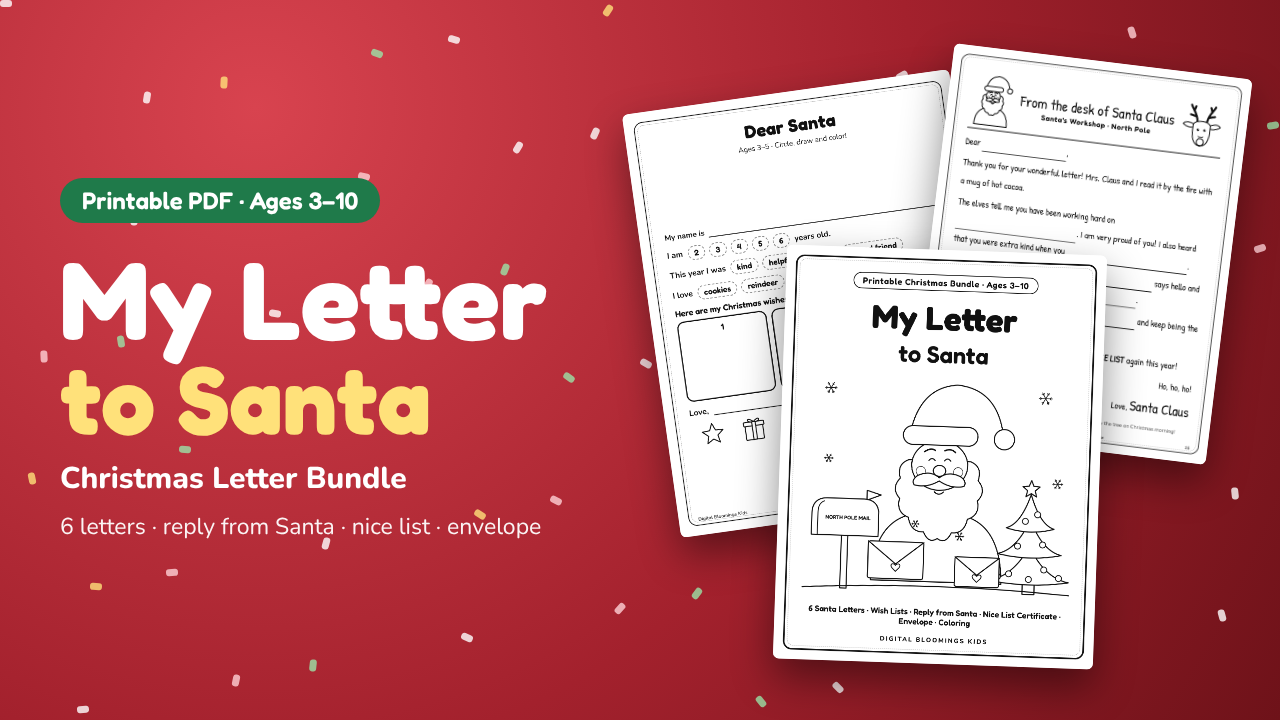 Printable PDF · Ages 3–10
My Letter
to Santa
Christmas Letter Bundle
6 letters · reply from Santa · nice list · envelope
Dear Santa
Ages 3–5 · Circle, draw and color!
My name is
I am 2 3 4 5 6 years old.
This year I was kind
friend
I love cookies reindeer
Here are my Christmas
1
Love,
Digital Bloomings Kids
From the desk of Santa Claus
Santa's Workshop · North Pole
Dear ,
Thank you for your wonderful letter! Mrs. Claus and I read it by the fire with
a mug of hot cocoa.
The elves tell me you have been working hard on
. I am very proud of you! I also heard
that you were extra kind when you
.
says hello and
.
and keep being the
again this year!
Ho, ho, ho!
Love, Santa Claus
Printable Christmas Bundle · Ages 3–10
My Letter
to Santa
NORTH POLE MAIL
6 Santa Letters · Wish Lists · Reply from Santa · Nice List Certificate ·
Envelope · Coloring
DIGITAL BLOOMINGS KIDS